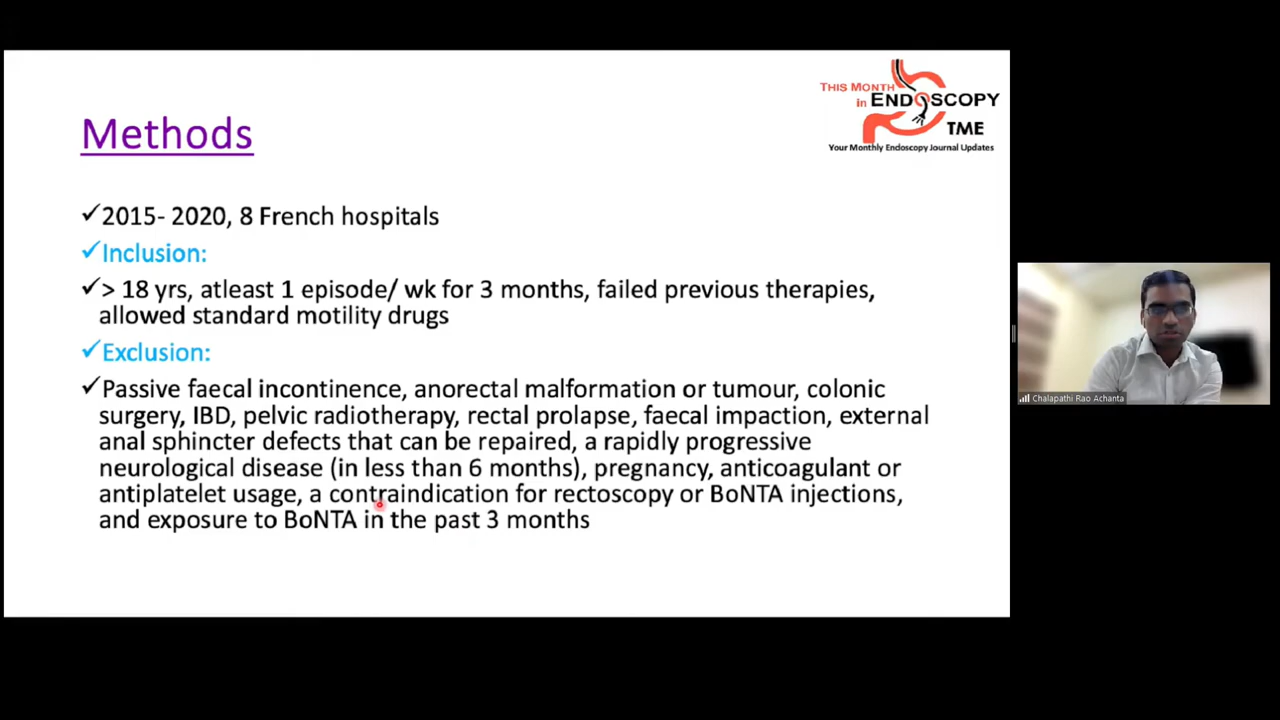 THIS MONTH
in ENDOSCOPY
TME
Your Monthly Endoscopy Journal Updates
Methods
✓2015- 2020, 8 French hospitals
✓Inclusion:
✓> 18 yrs, atleast 1 episode/ wk for 3 months, failed previous therapies,
allowed standard motility drugs
✓Exclusion:
✓Passive faecal incontinence, anorectal malformation or tumour, colonic
surgery, IBD, pelvic radiotherapy, rectal prolapse, faecal impaction, external
anal sphincter defects that can be repaired, a rapidly progressive
neurological disease (in less than 6 months), pregnancy, anticoagulant or
antiplatelet usage, a contraindication for rectoscopy or BoNTA injections,
and exposure to BoNTA in the past 3 months
Chalapathi Rao Achanta